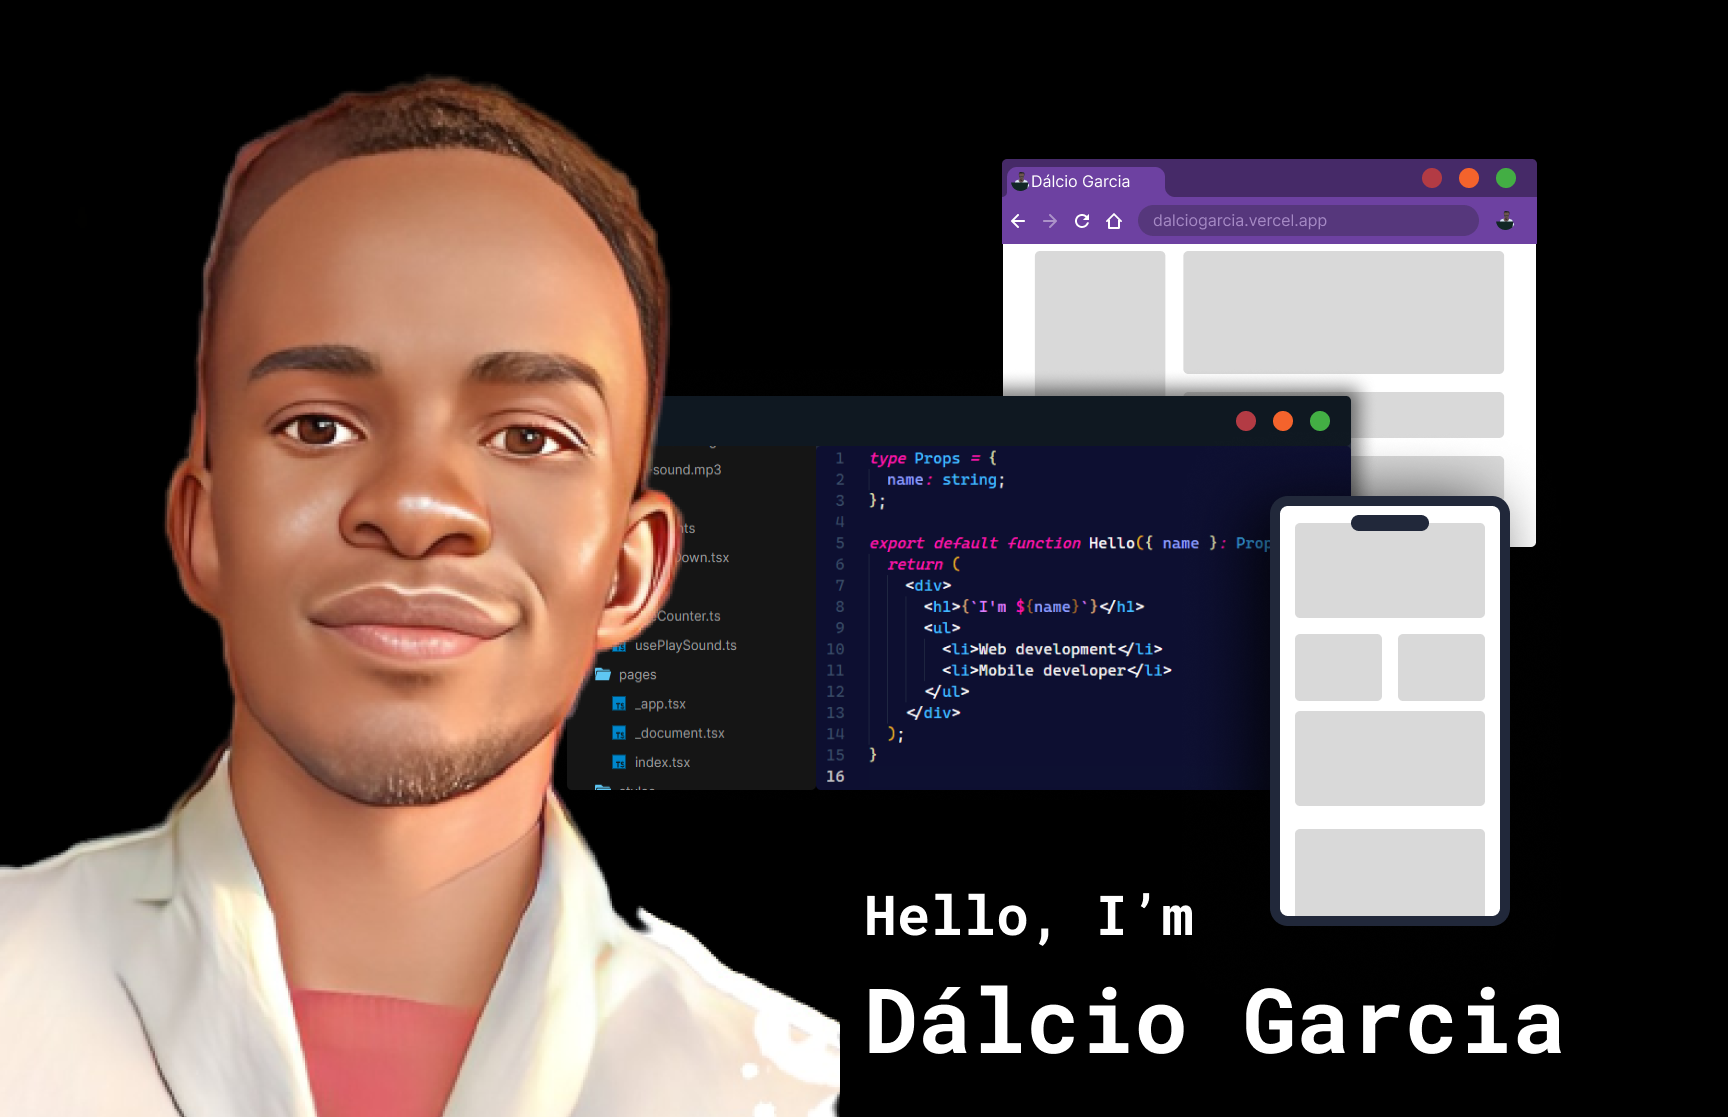 Dálcio Garcia
dalciogarcia.vercel.app
-sound.mp3
nts
Down.tsx
Counter.ts
usePlaySound.ts
pages
_app.tsx
_document.tsx
index.tsx
1 type Props = {
2 name: string;
3 };
4
5 export default function Hello({ name }: Prop
6 return (
7 <div>
8 <h1>{`I'm ${name}`}</h1>
9 <ul>
10 <li>Web development</li>
11 <li>Mobile developer</li>
12 </ul>
13 </div>
14 );
15 }
16
Hello, I’m
Dálcio Garcia